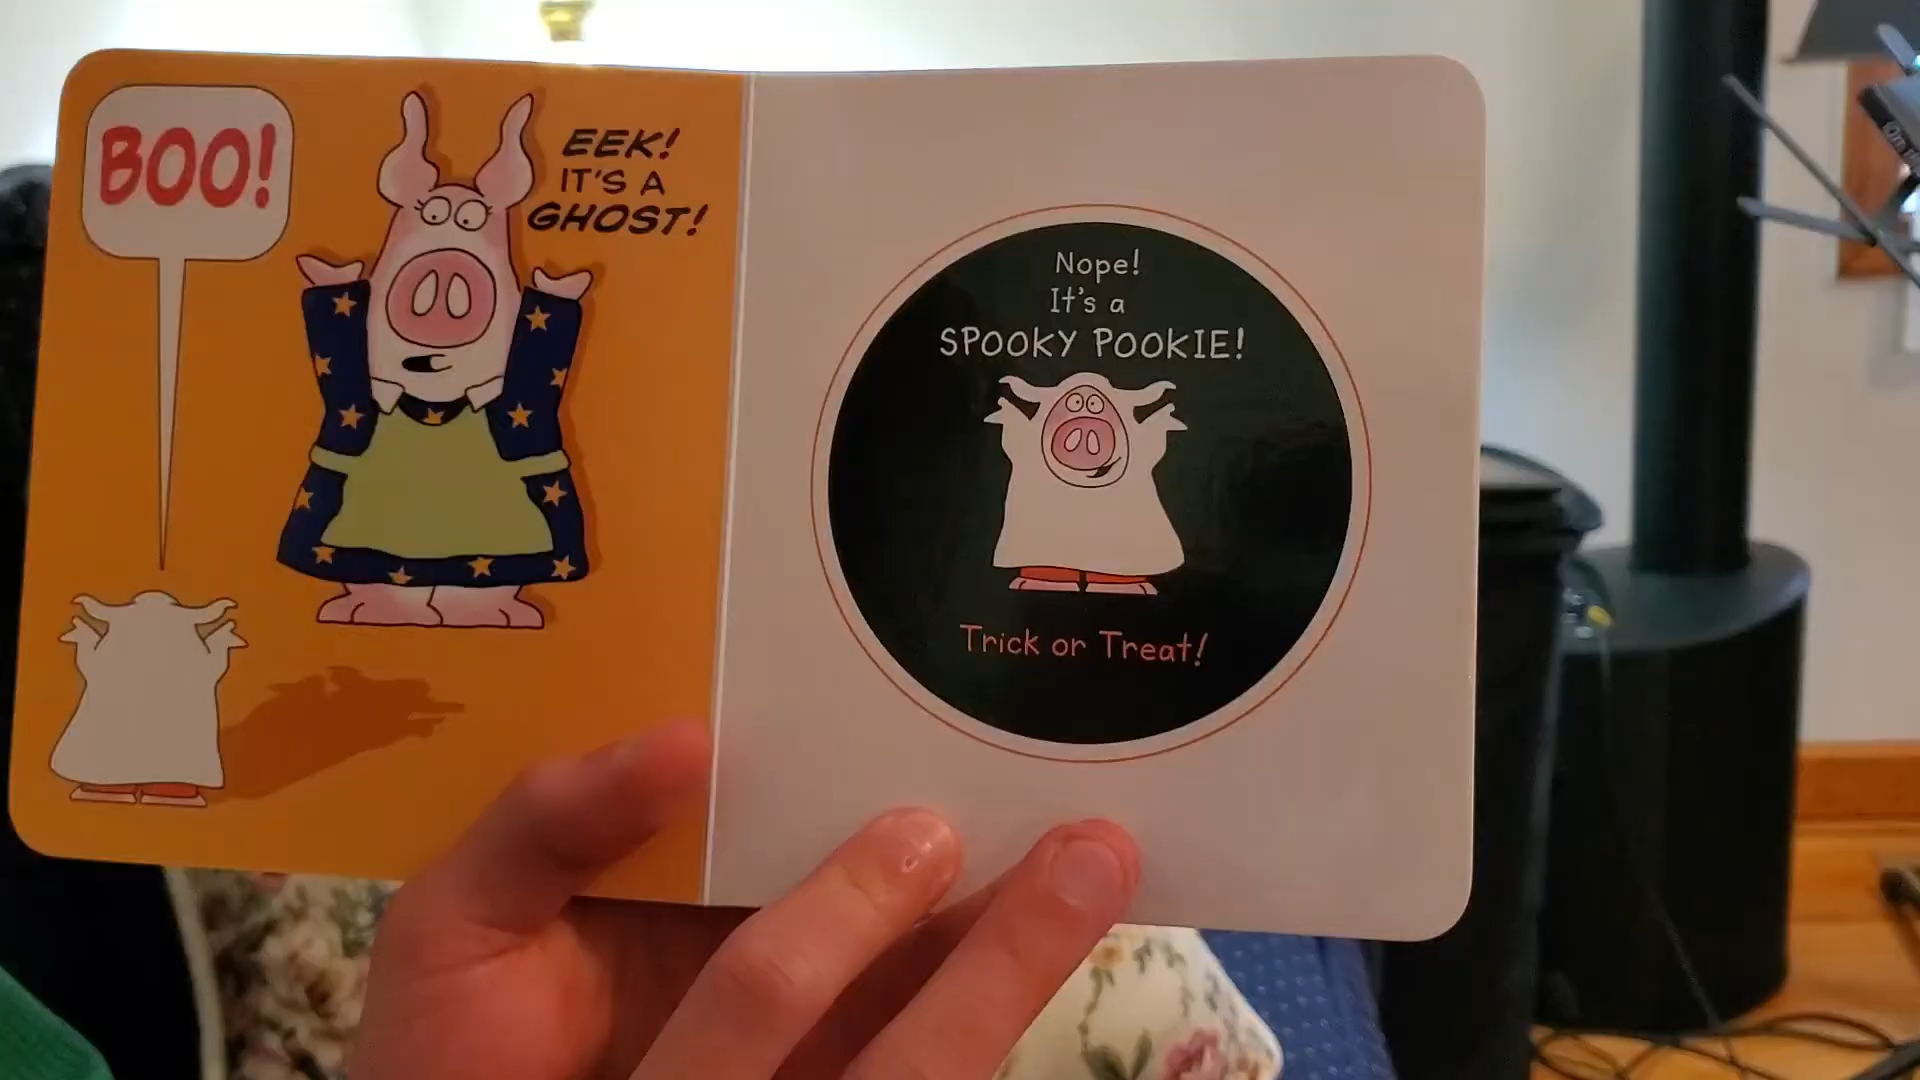 BOO!
EEK!
IT'S A
GHOST!
Nope!
It's a
SPOOKY POOKIE!
Trick or Treat!